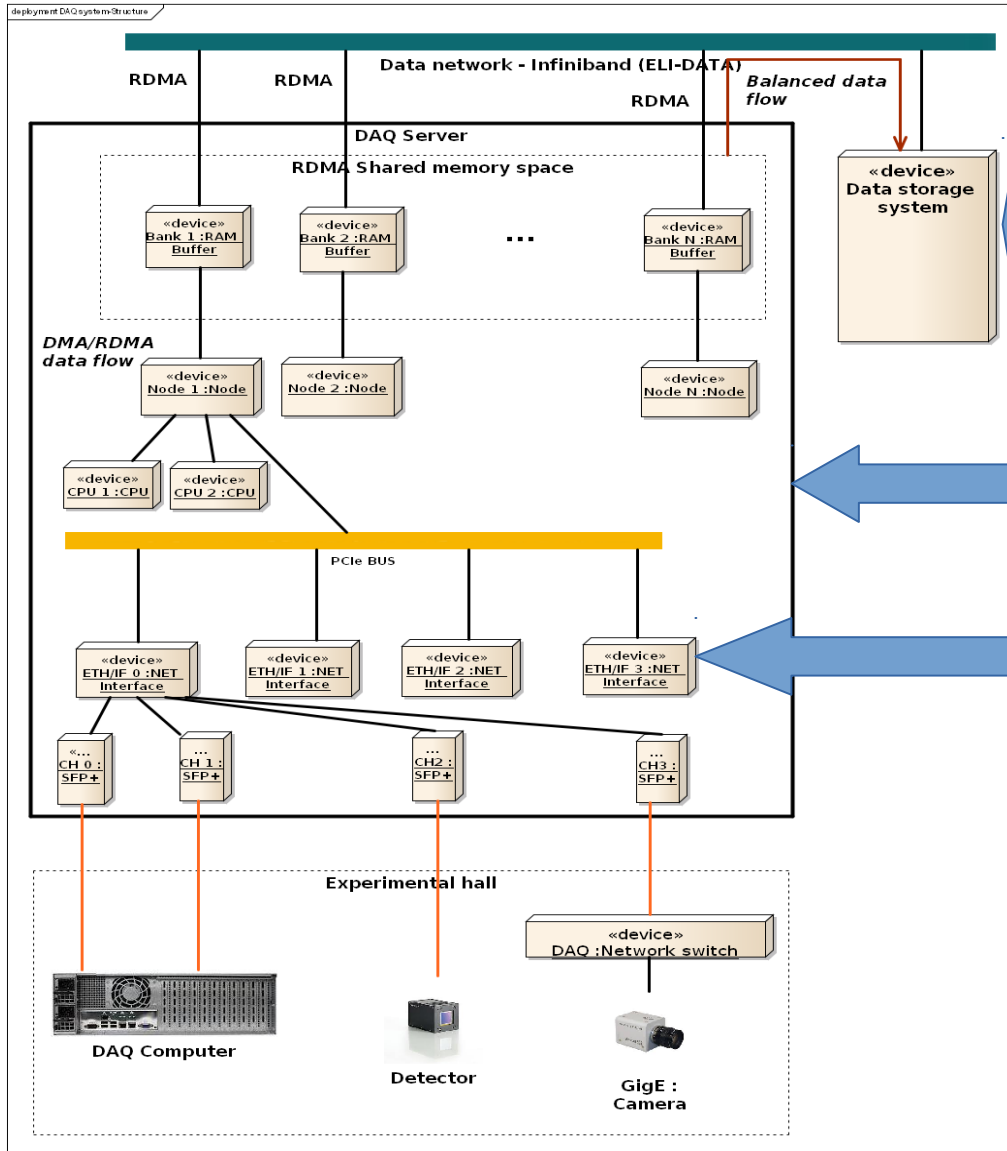 deployment DAQ system-Structure
RDMA
RDMA
Data network - Infiniband (ELI-DATA)
RDMA
Balanced data
flow
DAQ Server
RDMA Shared memory space
«device»
Data storage
system
«device»
Bank 1 :RAM
Buffer
«device»
Bank 2 :RAM
Buffer
...
«device»
Bank N :RAM
Buffer
DMA/RDMA
data flow
«device»
Node 1 :Node
«device»
Node 2 :Node
«device»
Node N :Node
«device»
CPU 1 :CPU
«device»
CPU 2 :CPU
PCIe BUS
«device»
ETH/IF 0 :NET
Interface
«device»
ETH/IF 1 :NET
Interface
«device»
ETH/IF 2 :NET
Interface
«device»
ETH/IF 3 :NET
Interface
«...
CH 0 :
SFP+
...
CH 1 :
SFP+
...
CH2 :
SFP+
...
CH3 :
SFP+
Experimental hall
«device»
DAQ :Network switch
DAQ Computer
Detector
GigE :
Camera